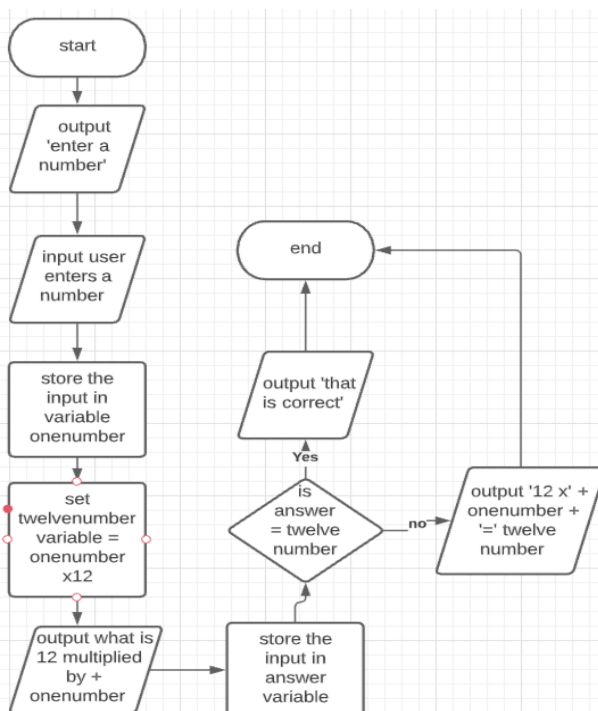 start
output
'enter a
number'
input user
enters a
number
store the
input in
variable
onenumber
set
twelvenumber
variable =
onenumber
x12
output what is
12 multiplied
by +
onenumber
store the
input in
answer
variable
is
answer
= twelve
number
Yes
output 'that
is correct'
end
no
output '12 x' +
onenumber +
'=' twelve
number